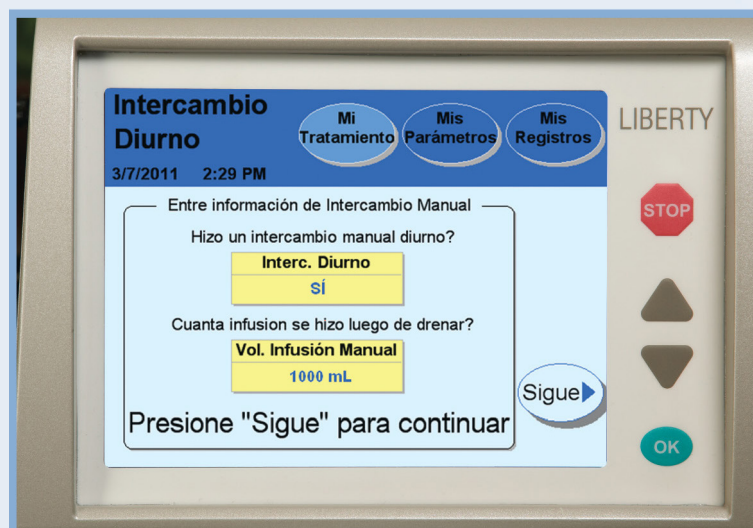 Intercambio
Diurno
3/7/2011 2:29 PM
Mi
Tratamiento
Mis
Parámetros
Mis
Registros
Entre información de Intercambio Manual
Hizo un intercambio manual diurno?
Interc. Diurno
SÍ
Cuanta infusion se hizo luego de drenar?
Vol. Infusión Manual
1000 mL
Presione "Sigue" para continuar
Sigue
LIBERTY
STOP
OK